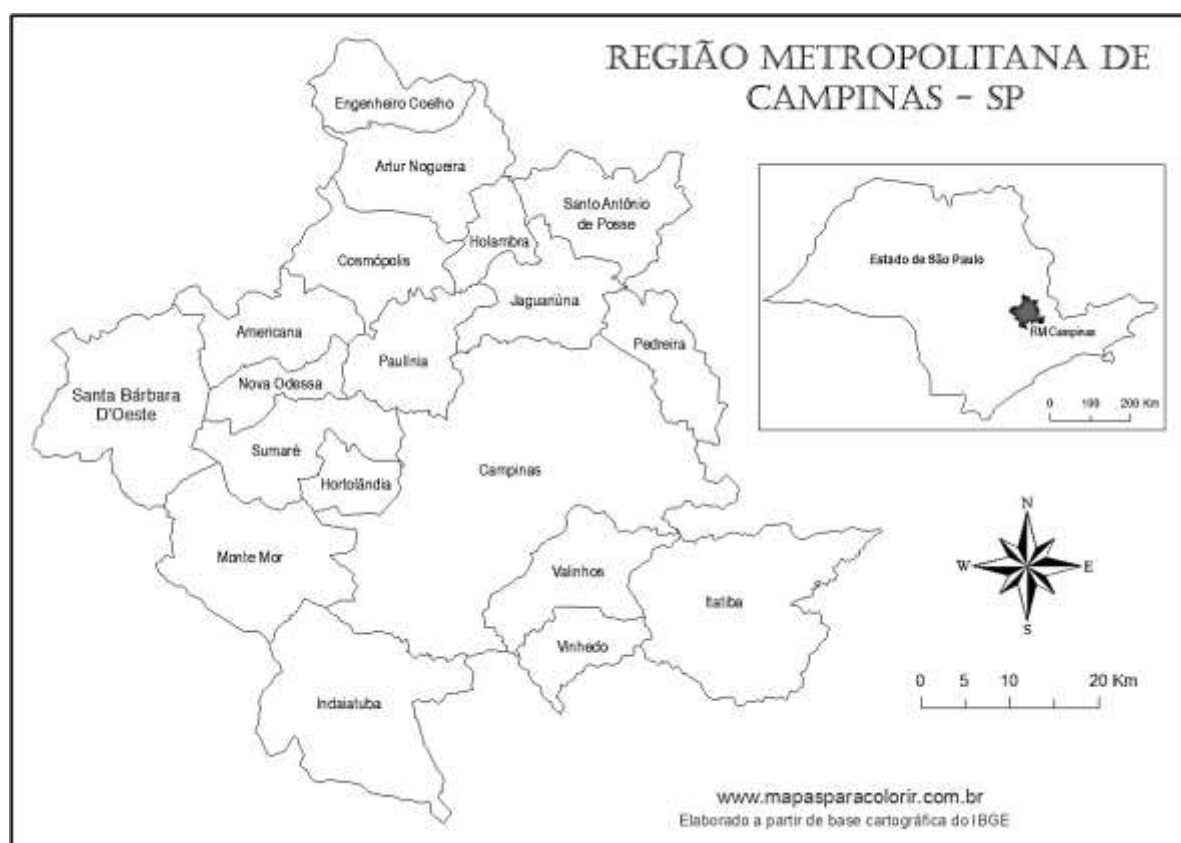 REGIÃO METROPOLITANA DE
CAMPINAS - SP
Engenheiro Coelho
Artur Nogueira
Santo Antônio
de Posse
Holambra
Cosmópolis
Jaguariúna
Americana
Paulínia
Pedreira
Nova Odessa
Santa Bárbara
D'Oeste
Sumaré
Hortolândia
Campinas
Monte Mor
Valinhos
Itatiba
Vinhedo
Indaiatuba
Estado de São Paulo
RM Campinas
0 100 200 Km
N
W E
S
0 5 10 20 Km
www.mapasparacolorir.com.br
Elaborado a partir de base cartográfica do IBGE